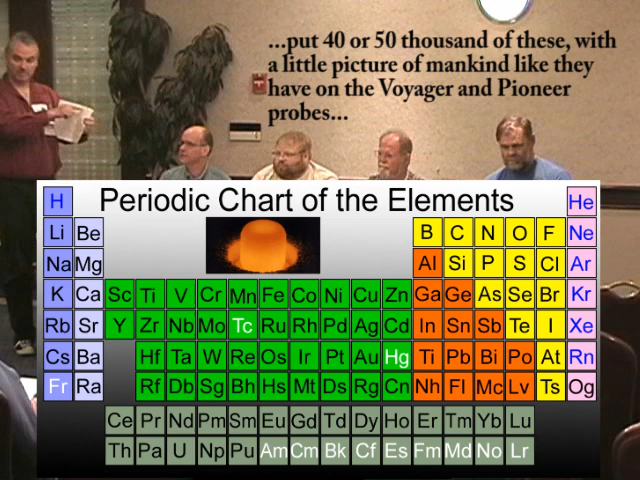 ...put 40 or 50 thousand of these, with
a little picture of mankind like they
have on the Voyager and Pioneer
probes...
Periodic Chart of the Elements
H He
Li Be B C N O F Ne
Na Mg Al Si P S Cl Ar
K Ca Sc Ti V Cr Mn Fe Co Ni Cu Zn Ga Ge As Se Br Kr
Rb Sr Y Zr Nb Mo Tc Ru Rh Pd Ag Cd In Sn Sb Te I Xe
Cs Ba Hf Ta W Re Os Ir Pt Au Hg Ti Pb Bi Po At Rn
Fr Ra Rf Db Sg Bh Hs Mt Ds Rg Cn Nh Fl Mc Lv Ts Og
Ce Pr Nd Pm Sm Eu Gd Td Dy Ho Er Tm Yb Lu
Th Pa U Np Pu Am Cm Bk Cf Es Fm Md No Lr